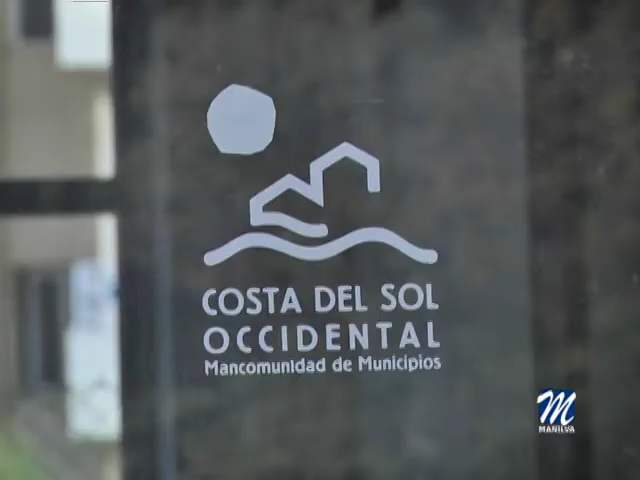 COSTA DEL SOL
OCCIDENTAL
Mancomunidad de Municipios
M
MANILVA